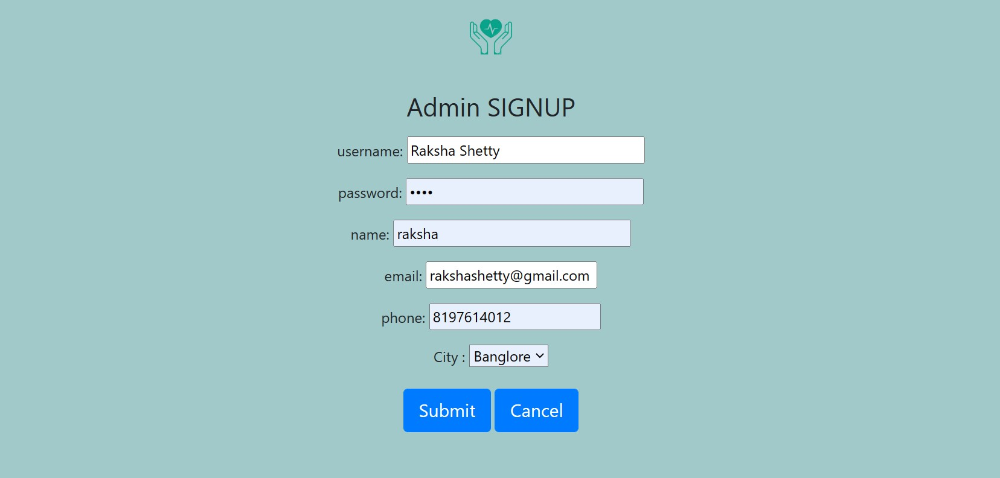 Admin SIGNUP
username: Raksha Shetty
password: ••••
name: raksha
email: rakshashetty@gmail.com
phone: 8197614012
City : Banglore
Submit Cancel